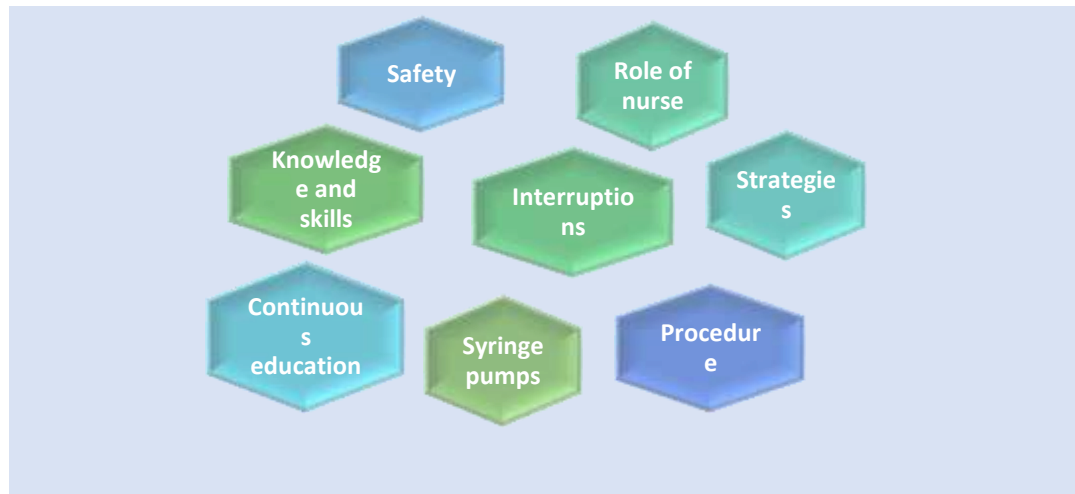 Safety
Role of
nurse
Knowledg
e and
skills
Interruptio
ns
Strategie
s
Continuou
s
education
Syringe
pumps
Procedur
e